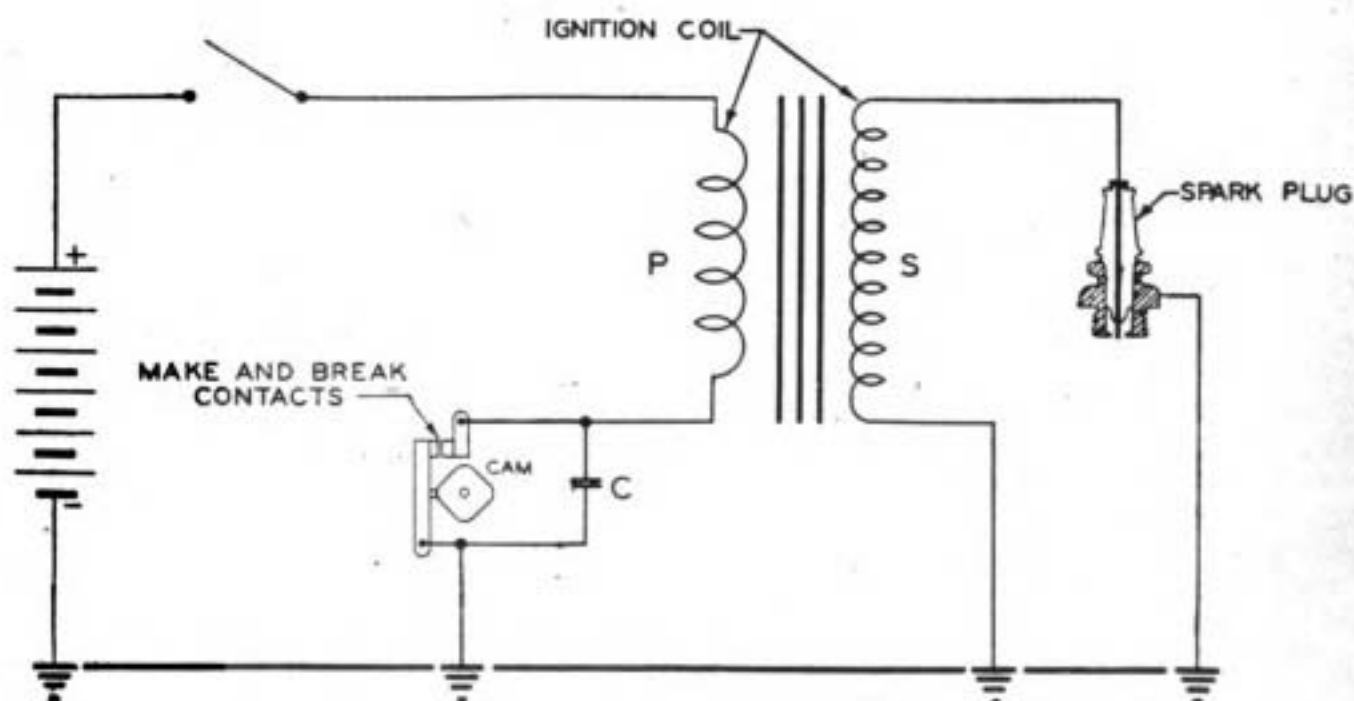 IGNITION COIL
SPARK PLUG
+
P
S
MAKE AND BREAK
CONTACTS
CAM
C
-